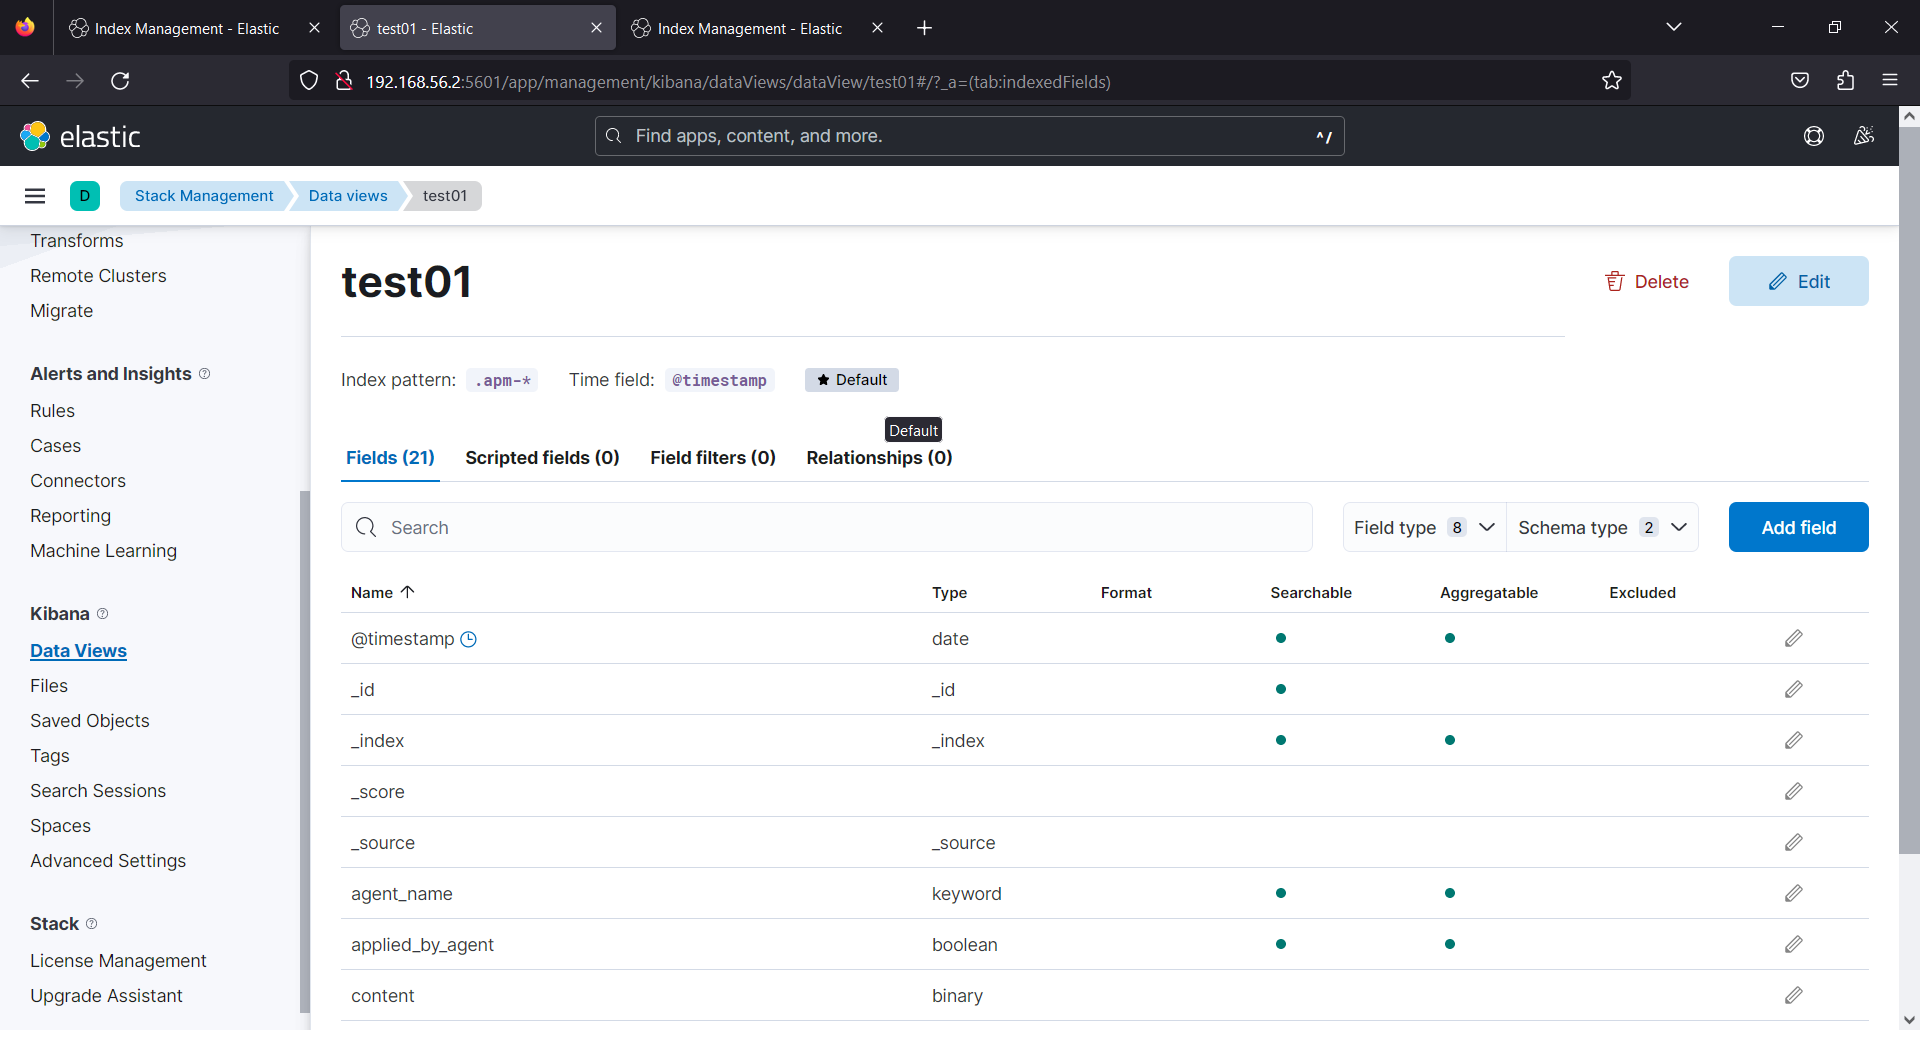 Index Management - Elastic
test01 - Elastic
Index Management - Elastic
192.168.56.2:5601/app/management/kibana/dataViews/dataView/test01#/?_a=(tab:indexedFields)
elastic
Find apps, content, and more.
^/
D
Stack Management
Data views
test01
Transforms
Remote Clusters
Migrate
Alerts and Insights
Rules
Cases
Connectors
Reporting
Machine Learning
Kibana
Data Views
Files
Saved Objects
Tags
Search Sessions
Spaces
Advanced Settings
Stack
License Management
Upgrade Assistant
test01
Delete
Edit
Index pattern: .apm-* Time field: @timestamp Default
Default
Fields (21) Scripted fields (0) Field filters (0) Relationships (0)
Search
Field type 8
Schema type 2
Add field
Name Type Format Searchable Aggregatable Excluded
@timestamp date
_id _id
_index _index
_score
_source _source
agent_name keyword
applied_by_agent boolean
content binary